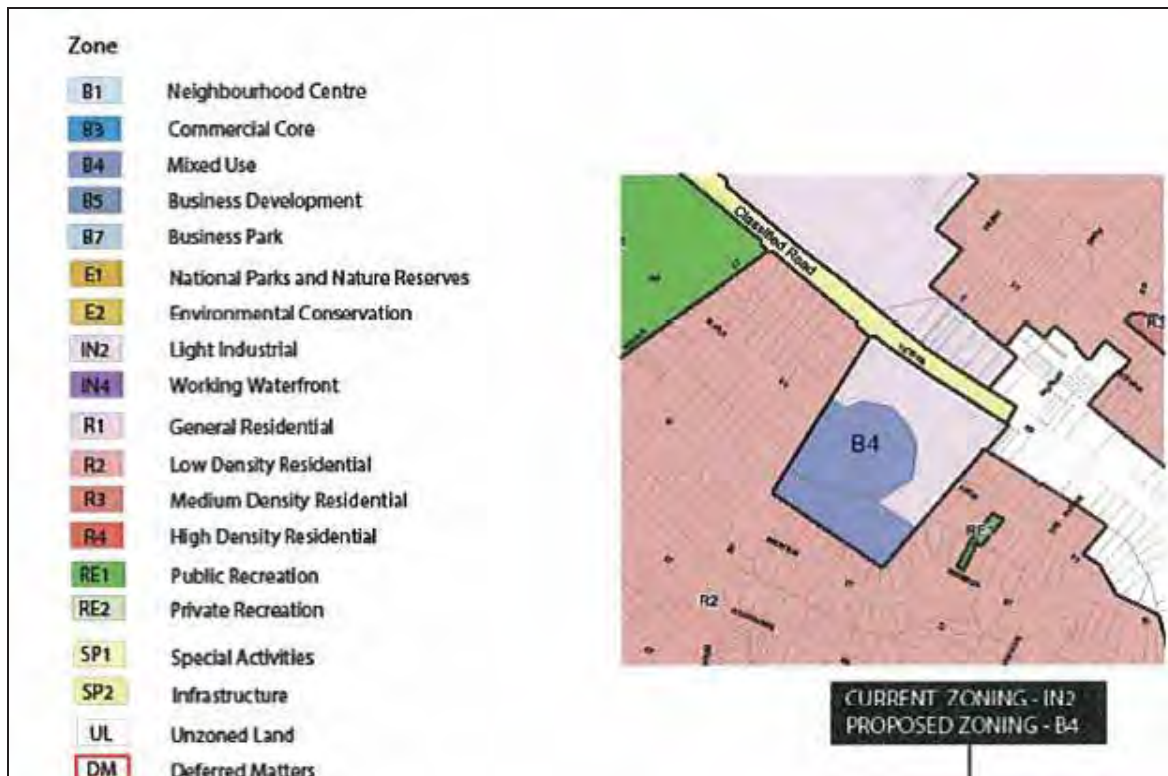 Zone
B1 Neighbourhood Centre
B3 Commercial Core
B4 Mixed Use
B5 Business Development
B7 Business Park
E1 National Parks and Nature Reserves
E2 Environmental Conservation
IN2 Light Industrial
IN4 Working Waterfront
R1 General Residential
R2 Low Density Residential
R3 Medium Density Residential
R4 High Density Residential
RE1 Public Recreation
RE2 Private Recreation
SP1 Special Activities
SP2 Infrastructure
UL Unzoned Land
DM Deferred Matters
Classified Road
B4
R2
CURRENT ZONING - IN2
PROPOSED ZONING - B4